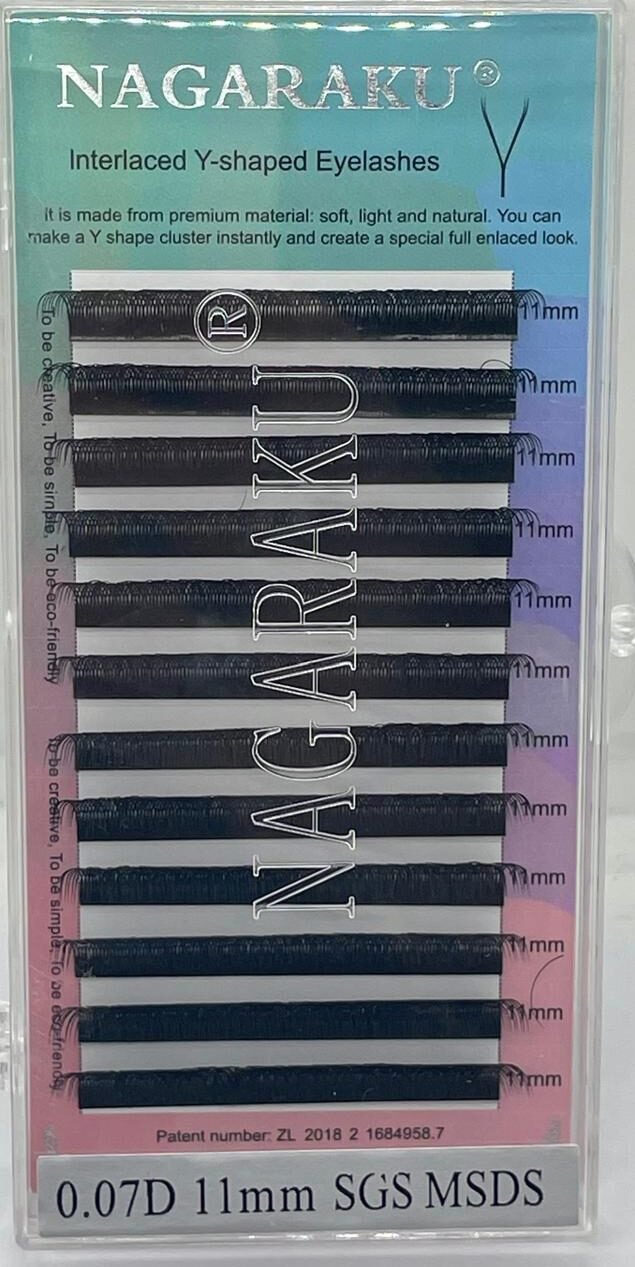 NAGARAKU®
Interlaced Y-shaped Eyelashes
It is made from premium material: soft, light and natural. You can
make a Y shape cluster instantly and create a special full enlaced look.
11mm
11mm
11mm
11mm
11mm
11mm
11mm
11mm
11mm
11mm
11mm
11mm
NAGARAKU®
To be creative, To be simple, To be eco-friendly
To be creative, To be simple, To be eco-friendly
Patent number: ZL 2018 2 1684958.7
0.07D 11mm SGS MSDS